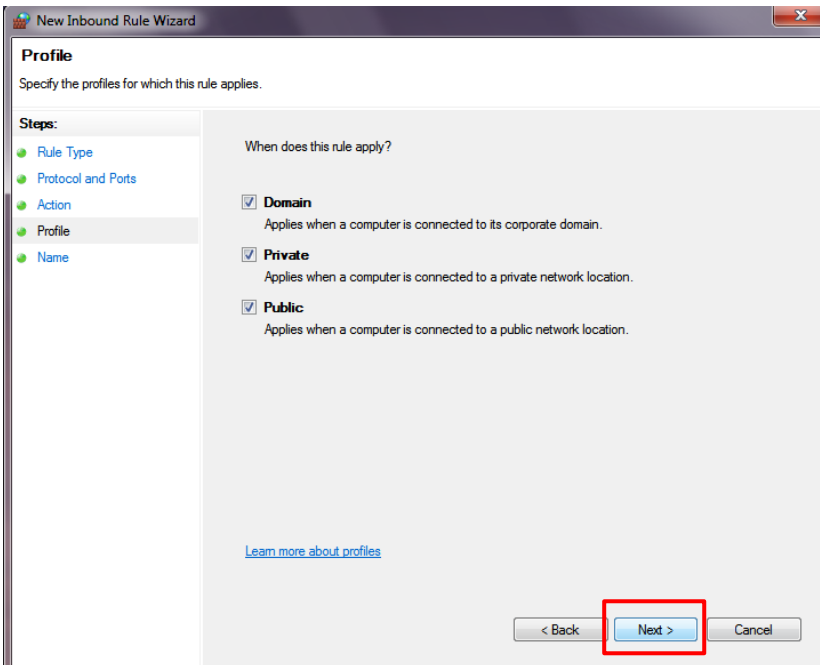 New Inbound Rule Wizard
Profile
Specify the profiles for which this rule applies.
Steps:
Rule Type
Protocol and Ports
Action
Profile
Name
When does this rule apply?
Domain
Applies when a computer is connected to its corporate domain.
Private
Applies when a computer is connected to a private network location.
Public
Applies when a computer is connected to a public network location.
Learn more about profiles
< Back Next > Cancel